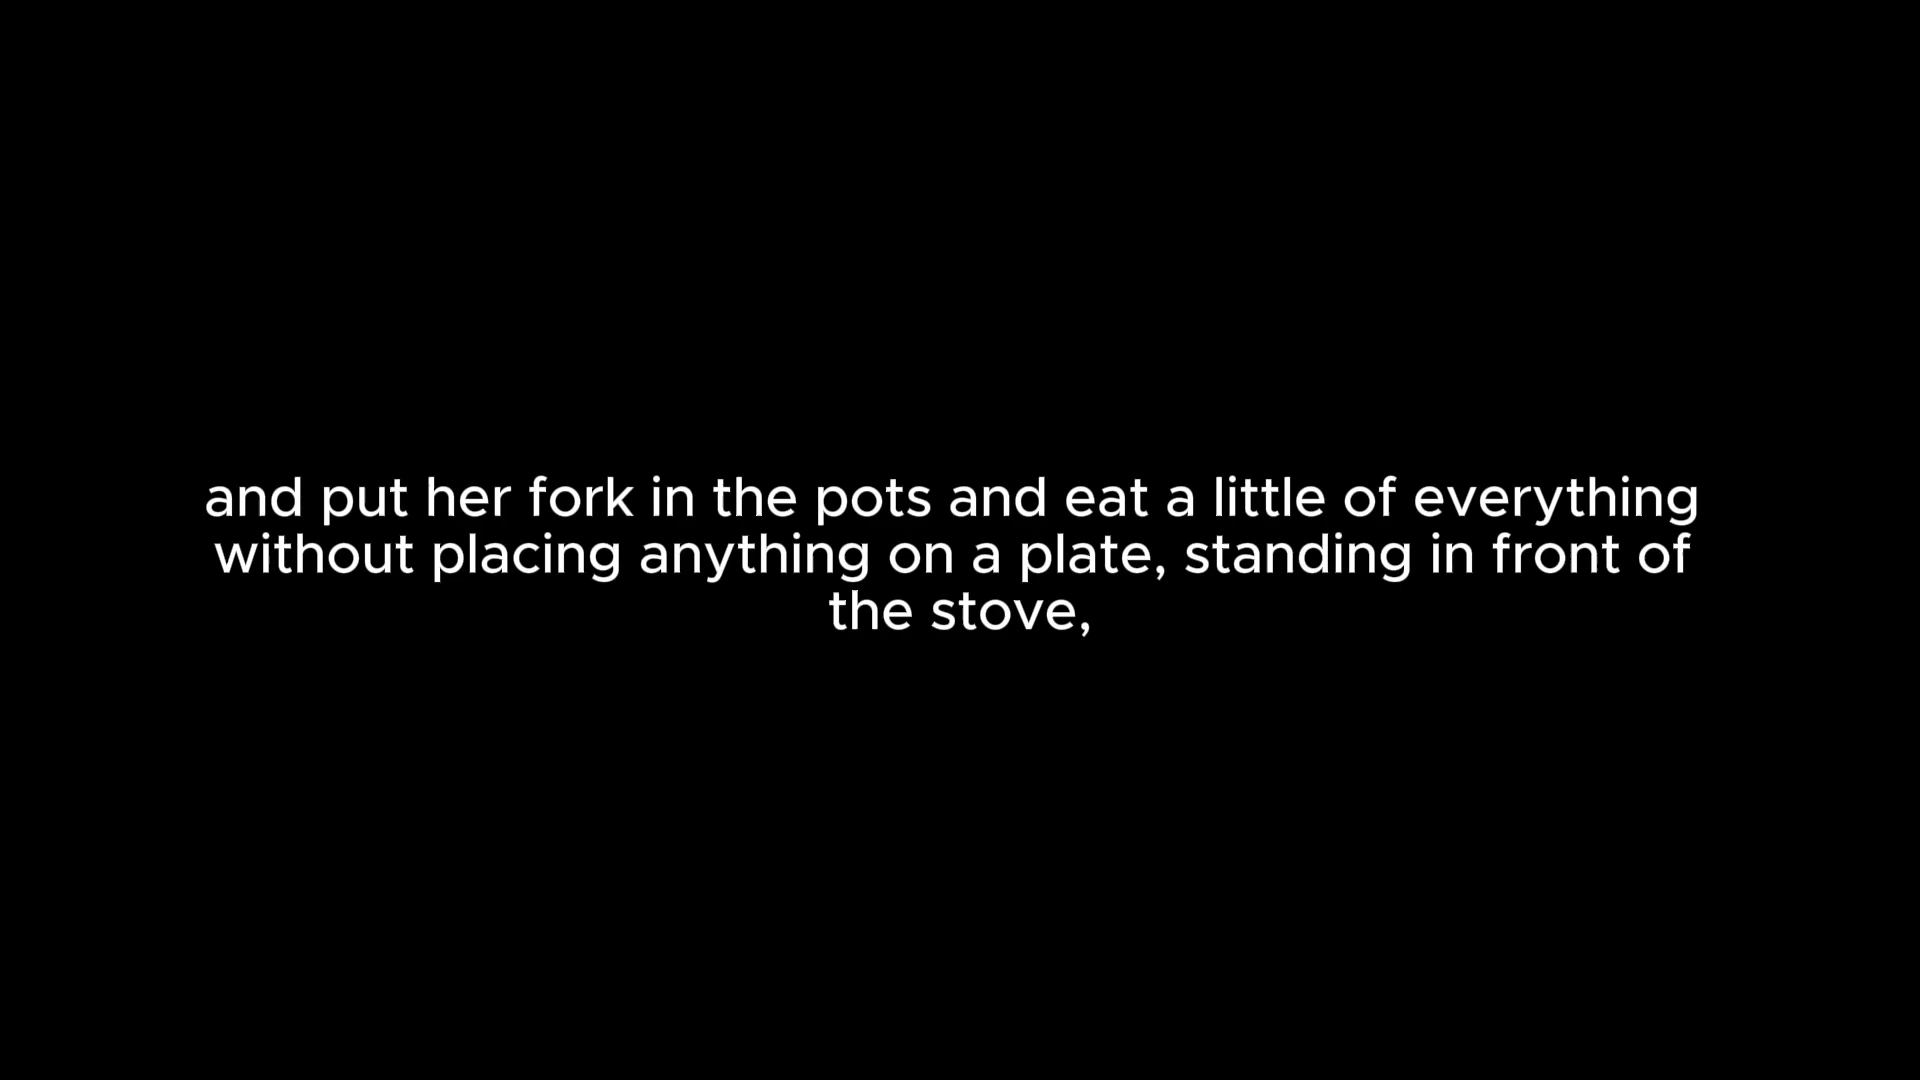 and put her fork in the pots and eat a little of everything
without placing anything on a plate, standing in front of
the stove,